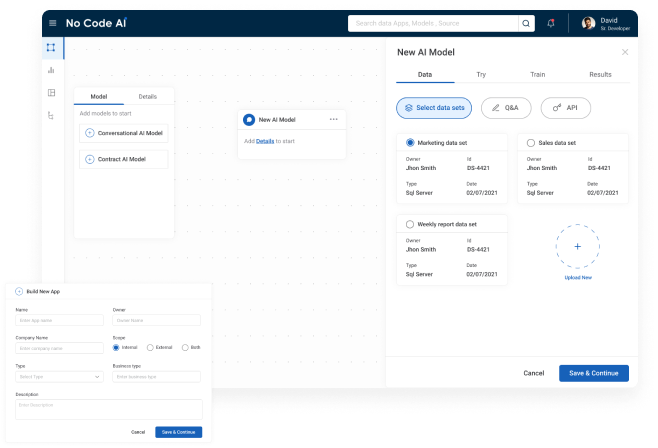 No Code AI
Search data Apps, Models , Source
David
Sr. Developer
Model
Details
Add models to start
Conversational AI Model
Contract AI Model
New AI Model
Add Details to start
New AI Model
Data
Try
Train
Results
Select data sets
Q&A
API
Marketing data set
Owner
Id
Jhon Smith
DS-4421
Type
Date
Sql Server
02/07/2021
Sales data set
Owner
Id
Jhon Smith
DS-4421
Type
Date
Sql Server
02/07/2021
Weekly report data set
Owner
Id
Jhon Smith
DS-4421
Type
Date
Sql Server
02/07/2021
Upload New
Cancel
Save & Continue
Build New App
Name
Owner
Enter App name
Owner Name
Company Name
Scope
Enter company name
Internal
External
Both
Type
Business type
Select Type
Enter business type
Description
Enter Description
Cancel
Save & Continue